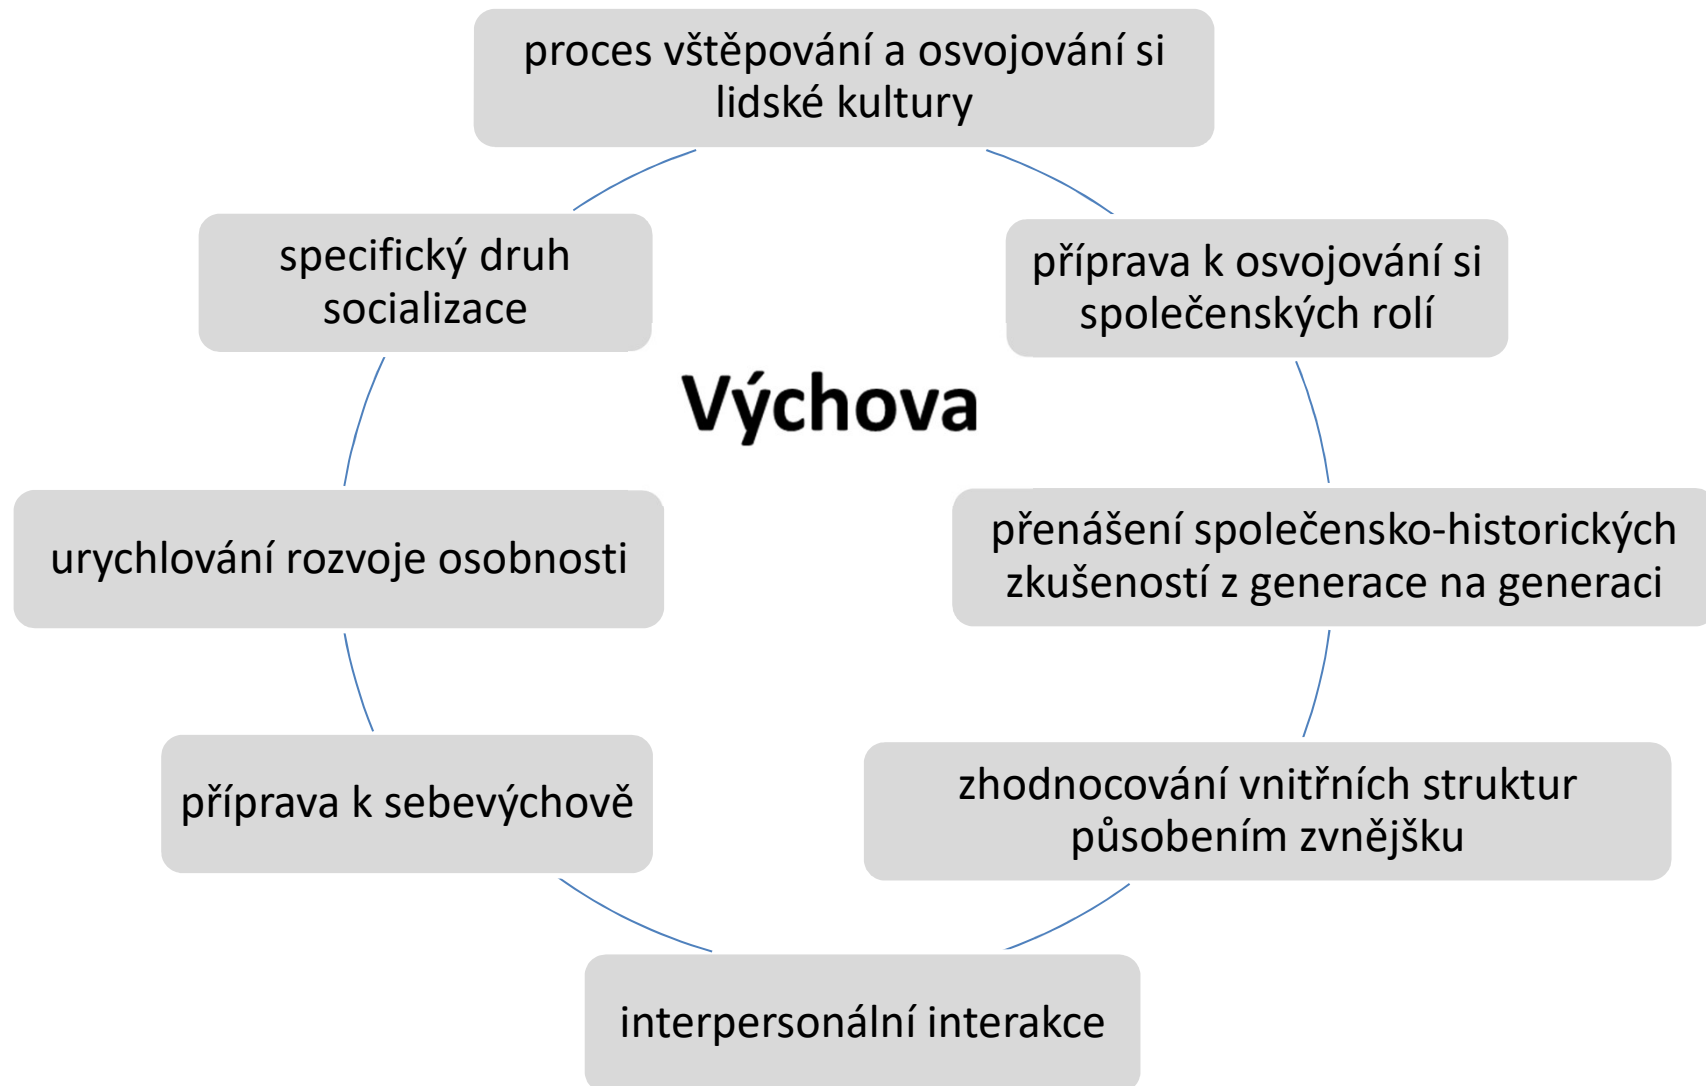 proces vštěpování a osvojování si
lidské kultury
specifický druh
socializace
příprava k osvojování si
společenských rolí
Výchova
urychlování rozvoje osobnosti
přenášení společensko-historických
zkušeností z generace na generaci
příprava k sebevýchově
zhodnocování vnitřních struktur
působením zvnějšku
interpersonální interakce